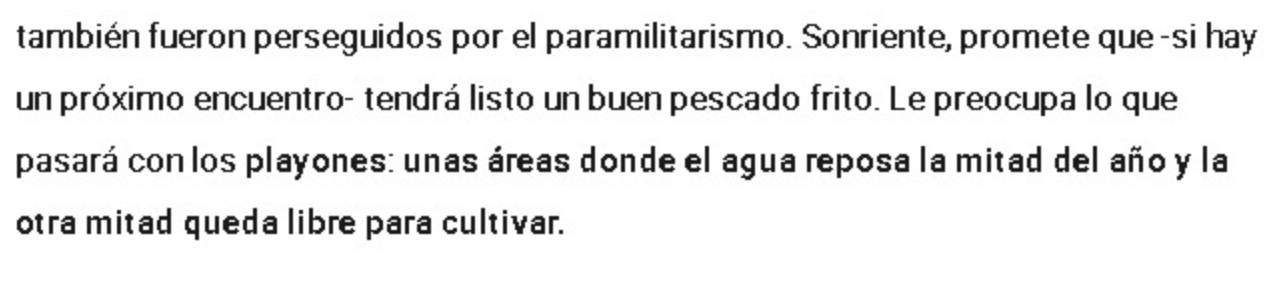 también fueron perseguidos por el paramilitarismo. Sonriente, promete que -si hay
un próximo encuentro- tendrá listo un buen pescado frito. Le preocupa lo que
pasará con los playones: unas áreas donde el agua reposa la mitad del año y la
otra mitad queda libre para cultivar.